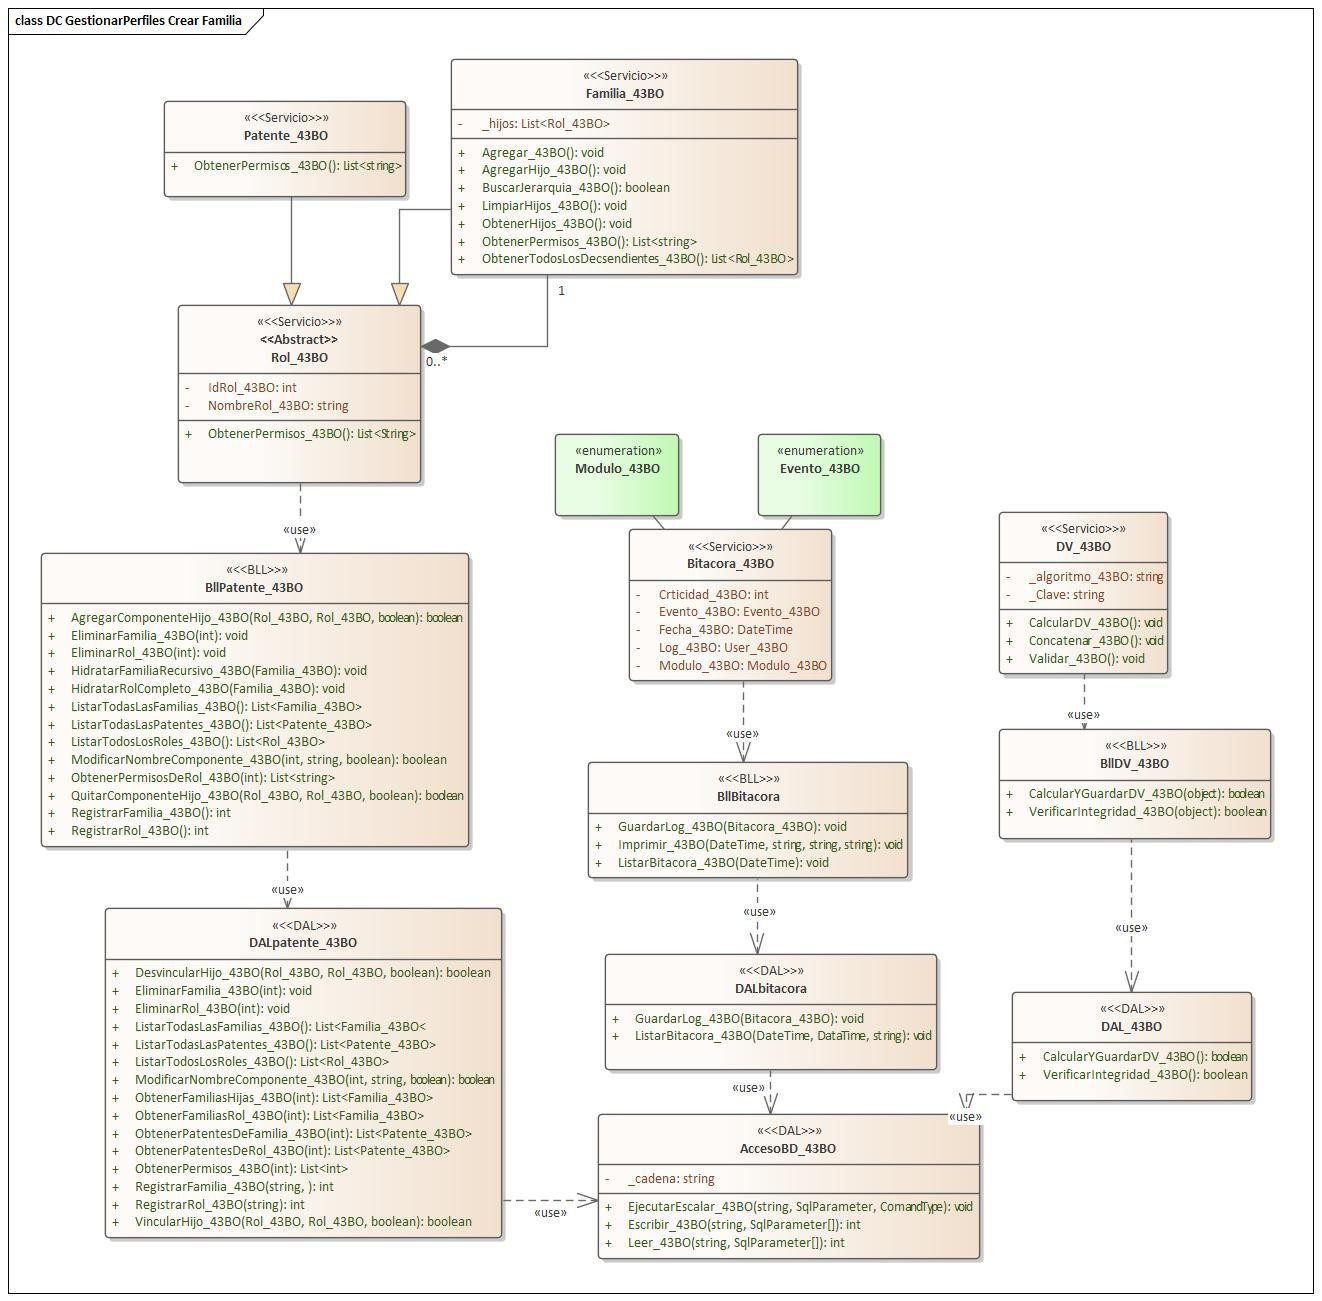 class DC GestionarPerfiles Crear Familia
«<<Servicio>>»
Patente_43BO
+ ObtenerPermisos_43BO(): List<string>
«<<Servicio>>»
Familia_43BO
- _hijos: List<Rol_43BO>
+ Agregar_43BO(): void
+ AgregarHijo_43BO(): void
+ BuscarJerarquia_43BO(): boolean
+ LimpiarHijos_43BO(): void
+ ObtenerHijos_43BO(): void
+ ObtenerPermisos_43BO(): List<string>
+ ObtenerTodosLosDecsendientes_43BO(): List<Rol_43BO>
1
0..*
«<<Servicio>>»
<<Abstract>>
Rol_43BO
- IdRol_43BO: int
- NombreRol_43BO: string
+ ObtenerPermisos_43BO(): List<String>
«use»
«<<BLL>>»
BllPatente_43BO
+ AgregarComponenteHijo_43BO(Rol_43BO, Rol_43BO, boolean): boolean
+ EliminarFamilia_43BO(int): void
+ EliminarRol_43BO(int): void
+ HidratarFamiliaRecursivo_43BO(Familia_43BO): void
+ HidratarRolCompleto_43BO(Familia_43BO): void
+ ListarTodasLasFamilias_43BO(): List<Familia_43BO>
+ ListarTodasLasPatentes_43BO(): List<Patente_43BO>
+ ListarTodosLosRoles_43BO(): List<Rol_43BO>
+ ModificarNombreComponente_43BO(int, string, boolean): boolean
+ ObtenerPermisosDeRol_43BO(int): List<string>
+ QuitarComponenteHijo_43BO(Rol_43BO, Rol_43BO, boolean): boolean
+ RegistrarFamilia_43BO(): int
+ RegistrarRol_43BO(): int
«use»
«<<DAL>>»
DALpatente_43BO
+ DesvincularHijo_43BO(Rol_43BO, Rol_43BO, boolean): boolean
+ EliminarFamilia_43BO(int): void
+ EliminarRol_43BO(int): void
+ ListarTodasLasFamilias_43BO(): List<Familia_43BO<
+ ListarTodasLasPatentes_43BO(): List<Patente_43BO>
+ ListarTodosLosRoles_43BO(): List<Rol_43BO>
+ ModificarNombreComponente_43BO(int, string, boolean): boolean
+ ObtenerFamiliasHijas_43BO(int): List<Familia_43BO>
+ ObtenerFamiliasRol_43BO(int): List<Familia_43BO>
+ ObtenerPatentesDeFamilia_43BO(int): List<Patente_43BO>
+ ObtenerPatentesDeRol_43BO(int): List<Patente_43BO>
+ ObtenerPermisos_43BO(int): List<int>
+ RegistrarFamilia_43BO(string, ): int
+ RegistrarRol_43BO(string): int
+ VincularHijo_43BO(Rol_43BO, Rol_43BO, boolean): boolean
«use»
«enumeration»
Modulo_43BO
«enumeration»
Evento_43BO
«<<Servicio>>»
Bitacora_43BO
- Crticidad_43BO: int
- Evento_43BO: Evento_43BO
- Fecha_43BO: DateTime
- Log_43BO: User_43BO
- Modulo_43BO: Modulo_43BO
«use»
«<<BLL>>»
BllBitacora
+ GuardarLog_43BO(Bitacora_43BO): void
+ Imprimir_43BO(DateTime, string, string, string): void
+ ListarBitacora_43BO(DateTime): void
«use»
«<<DAL>>»
DALbitacora
+ GuardarLog_43BO(Bitacora_43BO): void
+ ListarBitacora_43BO(DateTime, DataTime, string): void
«use»
«<<DAL>>»
AccesoBD_43BO
- _cadena: string
+ EjecutarEscalar_43BO(string, SqlParameter, ComandType): void
+ Escribir_43BO(string, SqlParameter[]): int
+ Leer_43BO(string, SqlParameter[]): int
«<<Servicio>>»
DV_43BO
- _algoritmo_43BO: string
- _Clave: string
+ CalcularDV_43BO(): void
+ Concatenar_43BO(): void
+ Validar_43BO(): void
«use»
«<<BLL>>»
BllDV_43BO
+ CalcularYGuardarDV_43BO(object): boolean
+ VerificarIntegridad_43BO(object): boolean
«use»
«<<DAL>>»
DAL_43BO
+ CalcularYGuardarDV_43BO(): boolean
+ VerificarIntegridad_43BO(): boolean
«use»